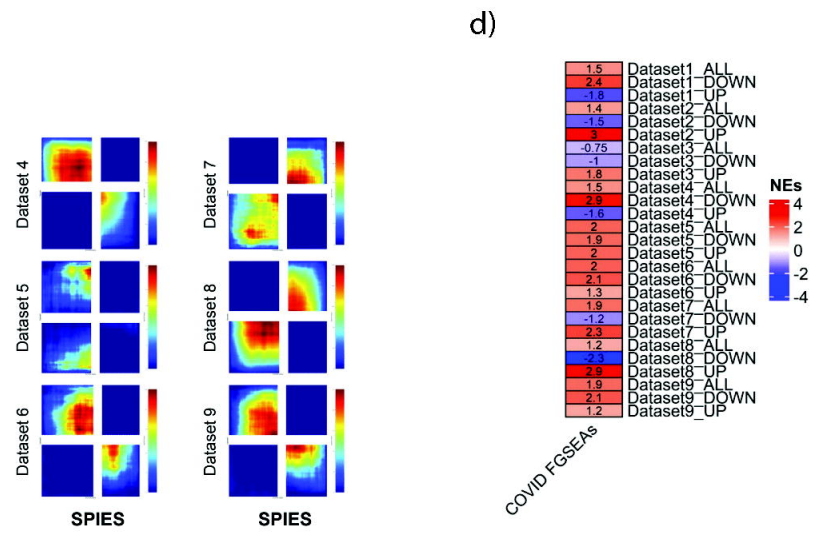 d)
Dataset 4
Dataset 7
Dataset 5
Dataset 8
Dataset 6
Dataset 9
SPIES
SPIES
1.5 Dataset1_ALL
2.4 Dataset1_DOWN
-1.8 Dataset1_UP
1.4 Dataset2_ALL
-1.5 Dataset2_DOWN
3 Dataset2_UP
-0.75 Dataset3_ALL
-1 Dataset3_DOWN
1.8 Dataset3_UP
1.5 Dataset4_ALL
2.9 Dataset4_DOWN
-1.6 Dataset4_UP
2 Dataset5_ALL
1.9 Dataset5_DOWN
2 Dataset5_UP
2 Dataset6_ALL
2.1 Dataset6_DOWN
1.3 Dataset6_UP
1.9 Dataset7_ALL
-1.2 Dataset7_DOWN
2.3 Dataset7_UP
1.2 Dataset8_ALL
-2.3 Dataset8_DOWN
2.9 Dataset8_UP
1.9 Dataset9_ALL
2.1 Dataset9_DOWN
1.2 Dataset9_UP
COVID FGSEAs
NEs
4
2
0
-2
-4